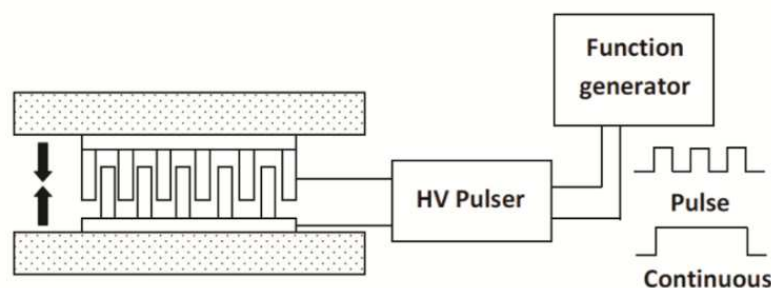 Function
generator
HV Pulser
Pulse
Continuous